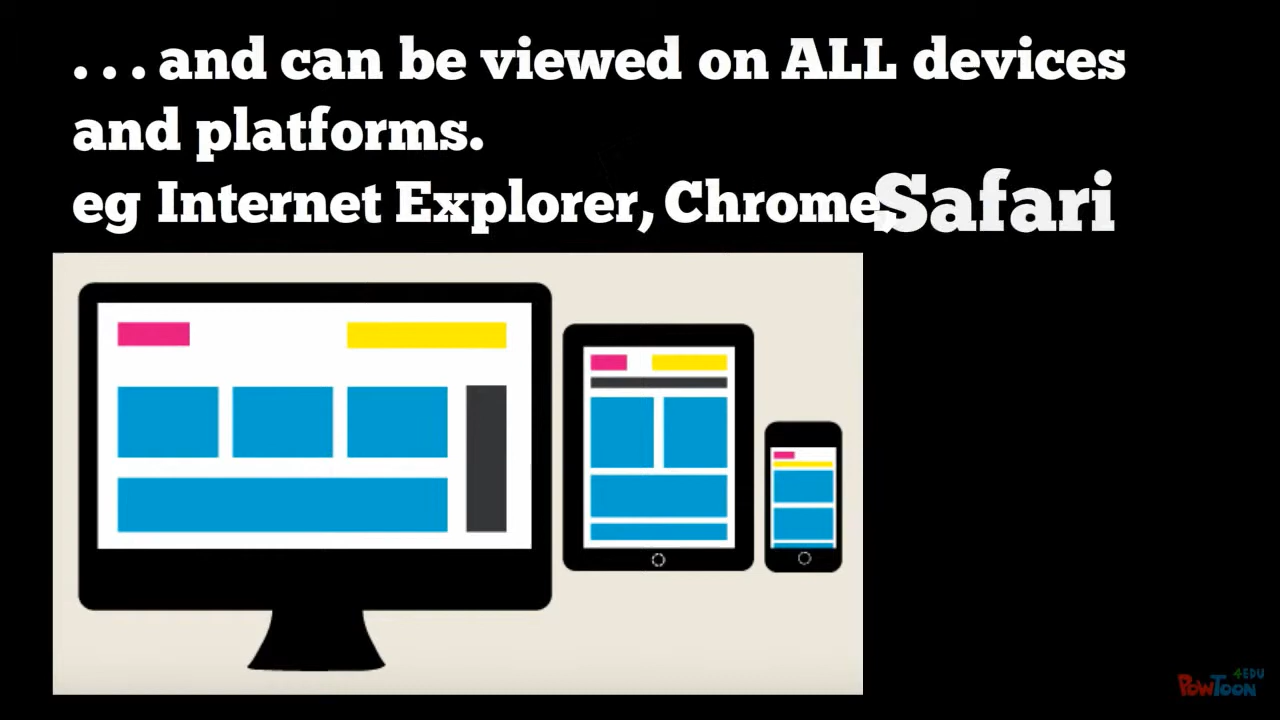 . . . and can be viewed on ALL devices
and platforms.
eg Internet Explorer, Chrome, Safari
4EDU
POWTOON